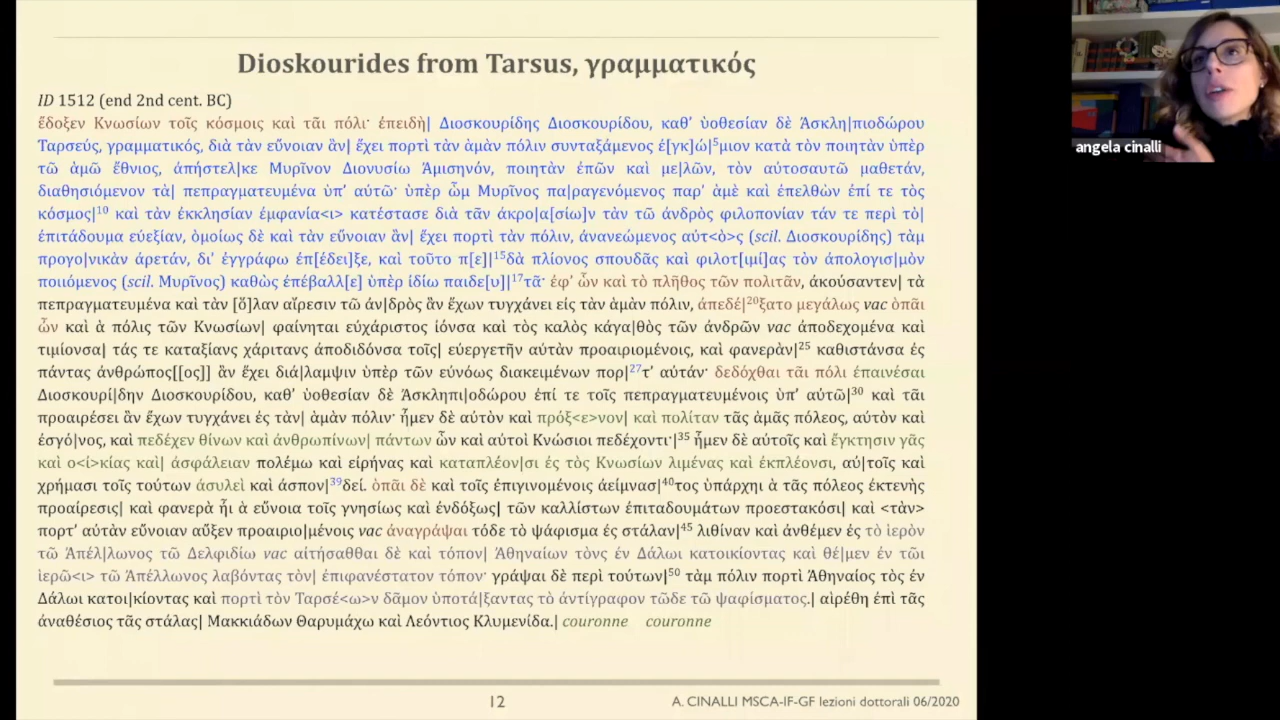 Dioskourides from Tarsus, γραμματικός
ID 1512 (end 2nd cent. BC)
ἔδοξεν Κνωσίων τοῖς κόσμοις καὶ τᾶι πόλι· ἐπειδὴ| Διοσκουρίδης Διοσκουρίδου, καθ’ ὑοθεσίαν δὲ Ἀσκλη|πιοδώρου
Ταρσεύς, γραμματικός, διὰ τὰν εὔνοιαν ἂν| ἔχει πορτὶ τὰν ἁμὰν πόλιν συνταξάμενος ἐ[γκ]ώ|⁵μιον κατὰ τὸν ποιητὰν ὑπὲρ
τῶ ἁμῶ ἔθνιος, ἀπήστελ|κε Μυρῖνον Διονυσίω Ἀμισηνόν, ποιητὰν ἐπῶν καὶ με|λῶν, τὸν αὐτοσαυτῶ μαθετάν,
διαθησιόμενον τὰ| πεπραγματευμένα ὑπ’ αὐτῶ· ὑπὲρ ὧμ Μυρῖνος πα|ραγενόμενος παρ’ ἁμὲ καὶ ἐπελθὼν ἐπί τε τὸς
κόσμος|¹⁰ καὶ τὰν ἐκκλησίαν ἐμφανία<ι> κατέστασε διὰ τᾶν ἀκρο|α[σίω]ν τὰν τῶ ἀνδρὸς φιλοπονίαν τάν τε περὶ τὸ|
ἐπιτάδουμα εὐεξίαν, ὁμοίως δὲ καὶ τὰν εὔνοιαν ἂν| ἔχει πορτὶ τὰν πόλιν, ἀνανεώμενος αὐτ<ὸ>ς (scil. Διοσκουρίδης) τὰμ
προγο|νικὰν ἀρετάν, δι’ ἐγγράφω ἐπ[έδει]ξε, καὶ τοῦτο π[ε]|¹⁵δὰ πλίονος σπουδᾶς καὶ φιλοτ[ιμί]ας τὸν ἀπολογισ|μὸν
ποιιόμενος (scil. Μυρῖνος) καθὼς ἐπέβαλλ[ε] ὑπὲρ ἰδίω παιδε[υ]|¹⁷τᾶ· ἐφ’ ὧν καὶ τὸ πλῆθος τῶν πολιτᾶν, ἀκούσαντεν| τὰ
πεπραγματευμένα καὶ τὰν [ὅ]λαν αἵρεσιν τῶ ἀν|δρὸς ἂν ἔχων τυγχάνει εἰς τὰν ἁμὰν πόλιν, ἀπεδέ|²⁰ξατο μεγάλως vac ὁπᾶι
ὧν καὶ ἁ πόλις τῶν Κνωσίων| φαίνηται εὐχάριστος ἰόνσα καὶ τὸς καλὸς κἀγα|θὸς τῶν ἀνδρῶν vac ἀποδεχομένα καὶ
τιμίονσα| τάς τε καταξίανς χάριτανς ἀποδιδόνσα τοῖς| εὐεργετῆν αὐτὰν προαιριομένοις, καὶ φανερὰν|²⁵ καθιστάνσα ἐς
πάντας ἀνθρώπος[[ος]] ἂν ἔχει διά|λαμψιν ὑπὲρ τῶν εὐνόως διακειμένων πορ|²⁷τ’ αὐτάν· δεδόχθαι τᾶι πόλι ἐπαινέσαι
Διοσκουρί|δην Διοσκουρίδου, καθ’ ὑοθεσίαν δὲ Ἀσκληπι|οδώρου ἐπί τε τοῖς πεπραγματευμένοις ὑπ’ αὐτῶ|³⁰ καὶ τᾶι
προαιρέσει ἂν ἔχων τυγχάνει ἐς τὰν| ἁμὰν πόλιν· ἦμεν δὲ αὐτὸν καὶ πρόξ<ε>νον| καὶ πολίταν τᾶς ἁμᾶς πόλεος, αὐτὸν καὶ
ἐσγό|νος, καὶ πεδέχεν θίνων καὶ ἀνθρωπίνων| πάντων ὧν καὶ αὐτοὶ Κνώσιοι πεδέχοντι·|³⁵ ἦμεν δὲ αὐτοῖς καὶ ἔγκτησιν γᾶς
καὶ ο<ἰ>κίας καὶ| ἀσφάλειαν πολέμω καὶ εἰρήνας καὶ καταπλέον|σι ἐς τὸς Κνωσίων λιμένας καὶ ἐκπλέονσι, αὐ|τοῖς καὶ
χρήμασι τοῖς τούτων ἀσυλεὶ καὶ ἀσπον|³⁹δεί. ὁπᾶι δὲ καὶ τοῖς ἐπιγινομένοις ἀείμνασ|⁴⁰τος ὑπάρχηι ἁ τᾶς πόλεος ἐκτενὴς
προαίρεσις| καὶ φανερὰ ἦι ἁ εὔνοια τοῖς γνησίως καὶ ἐνδόξως| τῶν καλλίστων ἐπιταδουμάτων προεστακόσι| καὶ <τὰν>
πορτ’ αὐτὰν εὔνοιαν αὔξεν προαιριο|μένοις vac ἀναγράψαι τόδε τὸ ψάφισμα ἐς στάλαν|⁴⁵ λιθίναν καὶ ἀνθέμεν ἐς τὸ ἱερὸν
τῶ Ἀπέλ|λωνος τῶ Δελφιδίω vac αἰτήσαθθαι δὲ καὶ τόπον| Ἀθηναίων τὸνς ἐν Δάλωι κατοικίοντας καὶ θέ|μεν ἐν τῶι
ἱερῶ<ι> τῶ Ἀπέλλωνος λαβόντας τὸν| ἐπιφανέστατον τόπον· γράψαι δὲ περὶ τούτων|⁵⁰ τὰμ πόλιν πορτὶ Ἀθηναίος τὸς ἐν
Δάλωι κατοι|κίοντας καὶ πορτὶ τὸν Ταρσέ<ω>ν δᾶμον ὑποτά|ξαντας τὸ ἀντίγραφον τῶδε τῶ ψαφίσματος.| αἱρέθη ἐπὶ τᾶς
ἀναθέσιος τᾶς στάλας| Μακκιάδων Θαρυμάχω καὶ Λεόντιος Κλυμενίδα.| couronne couronne
12
A. CINALLI MSCA-IF-GF lezioni dottorali 06/2020
angela cinalli